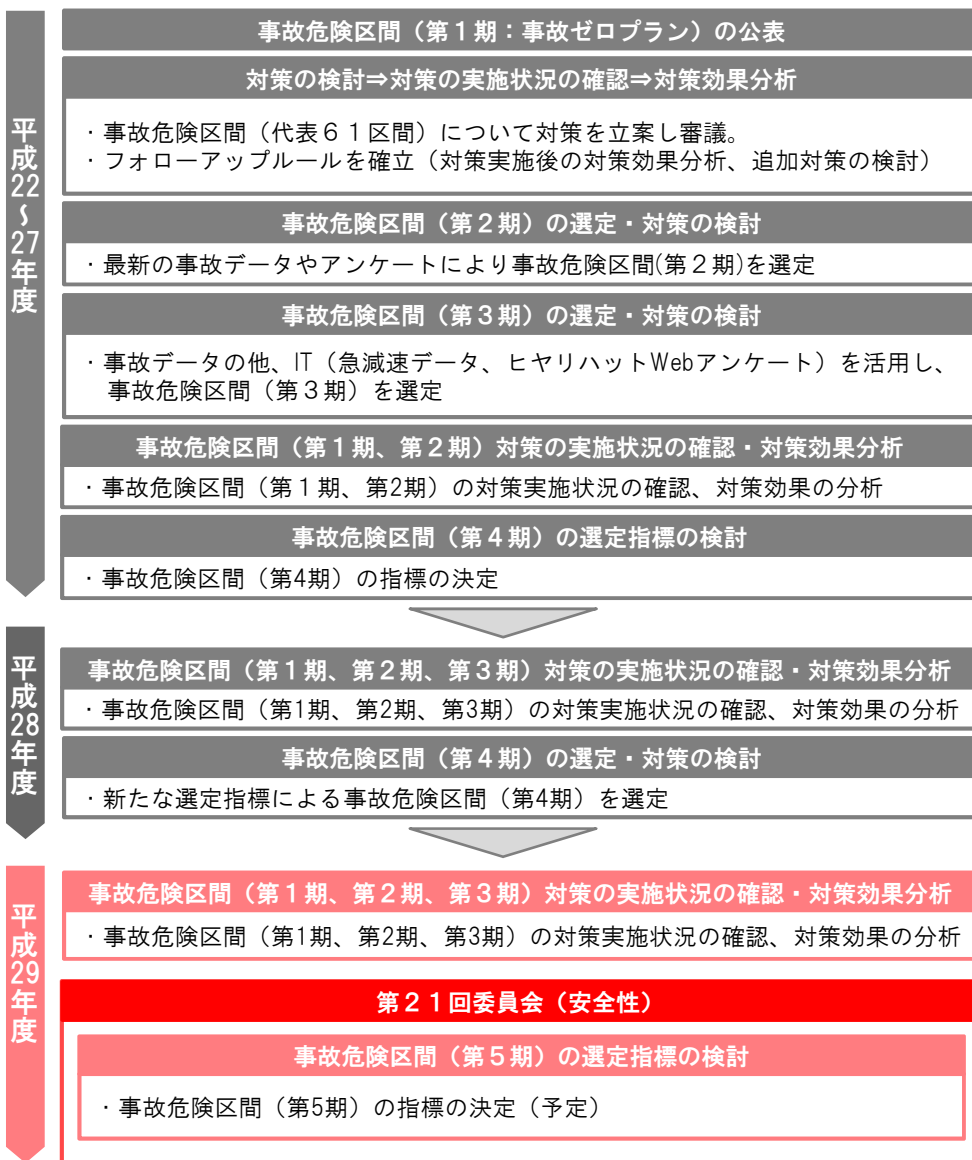 平成22～27年度
事故危険区間（第１期：事故ゼロプラン）の公表
対策の検討⇒対策の実施状況の確認⇒対策効果分析
・事故危険区間（代表６１区間）について対策を立案し審議。
・フォローアップルールを確立（対策実施後の対策効果分析、追加対策の検討）
事故危険区間（第２期）の選定・対策の検討
・最新の事故データやアンケートにより事故危険区間(第２期)を選定
事故危険区間（第３期）の選定・対策の検討
・事故データの他、IT（急減速データ、ヒヤリハットWebアンケート）を活用し、
事故危険区間（第３期）を選定
事故危険区間（第１期、第２期）対策の実施状況の確認・対策効果分析
・事故危険区間（第１期、第2期）の対策実施状況の確認、対策効果の分析
事故危険区間（第４期）の選定指標の検討
・事故危険区間（第4期）の指標の決定
平成28年度
事故危険区間（第１期、第２期、第３期）対策の実施状況の確認・対策効果分析
・事故危険区間（第1期、第2期、第3期）の対策実施状況の確認、対策効果の分析
事故危険区間（第４期）の選定・対策の検討
・新たな選定指標による事故危険区間（第4期）を選定
平成29年度
事故危険区間（第１期、第２期、第３期）対策の実施状況の確認・対策効果分析
・事故危険区間（第1期、第2期、第3期）の対策実施状況の確認、対策効果の分析
第２１回委員会（安全性）
事故危険区間（第５期）の選定指標の検討
・事故危険区間（第5期）の指標の決定（予定）